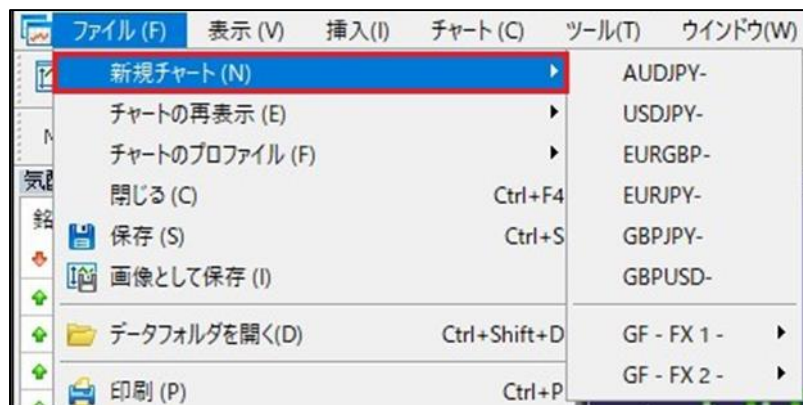 ファイル (F) 表示 (V) 挿入(I) チャート (C) ツール(T) ウインドウ(W)
新規チャート (N)
チャートの再表示 (E)
チャートのプロファイル (F)
閉じる (C) Ctrl+F4
保存 (S) Ctrl+S
画像として保存 (I)
データフォルダを開く(D) Ctrl+Shift+D
印刷 (P) Ctrl+P
AUDJPY-
USDJPY-
EURGBP-
EURJPY-
GBPJPY-
GBPUSD-
GF - FX 1 -
GF - FX 2 -